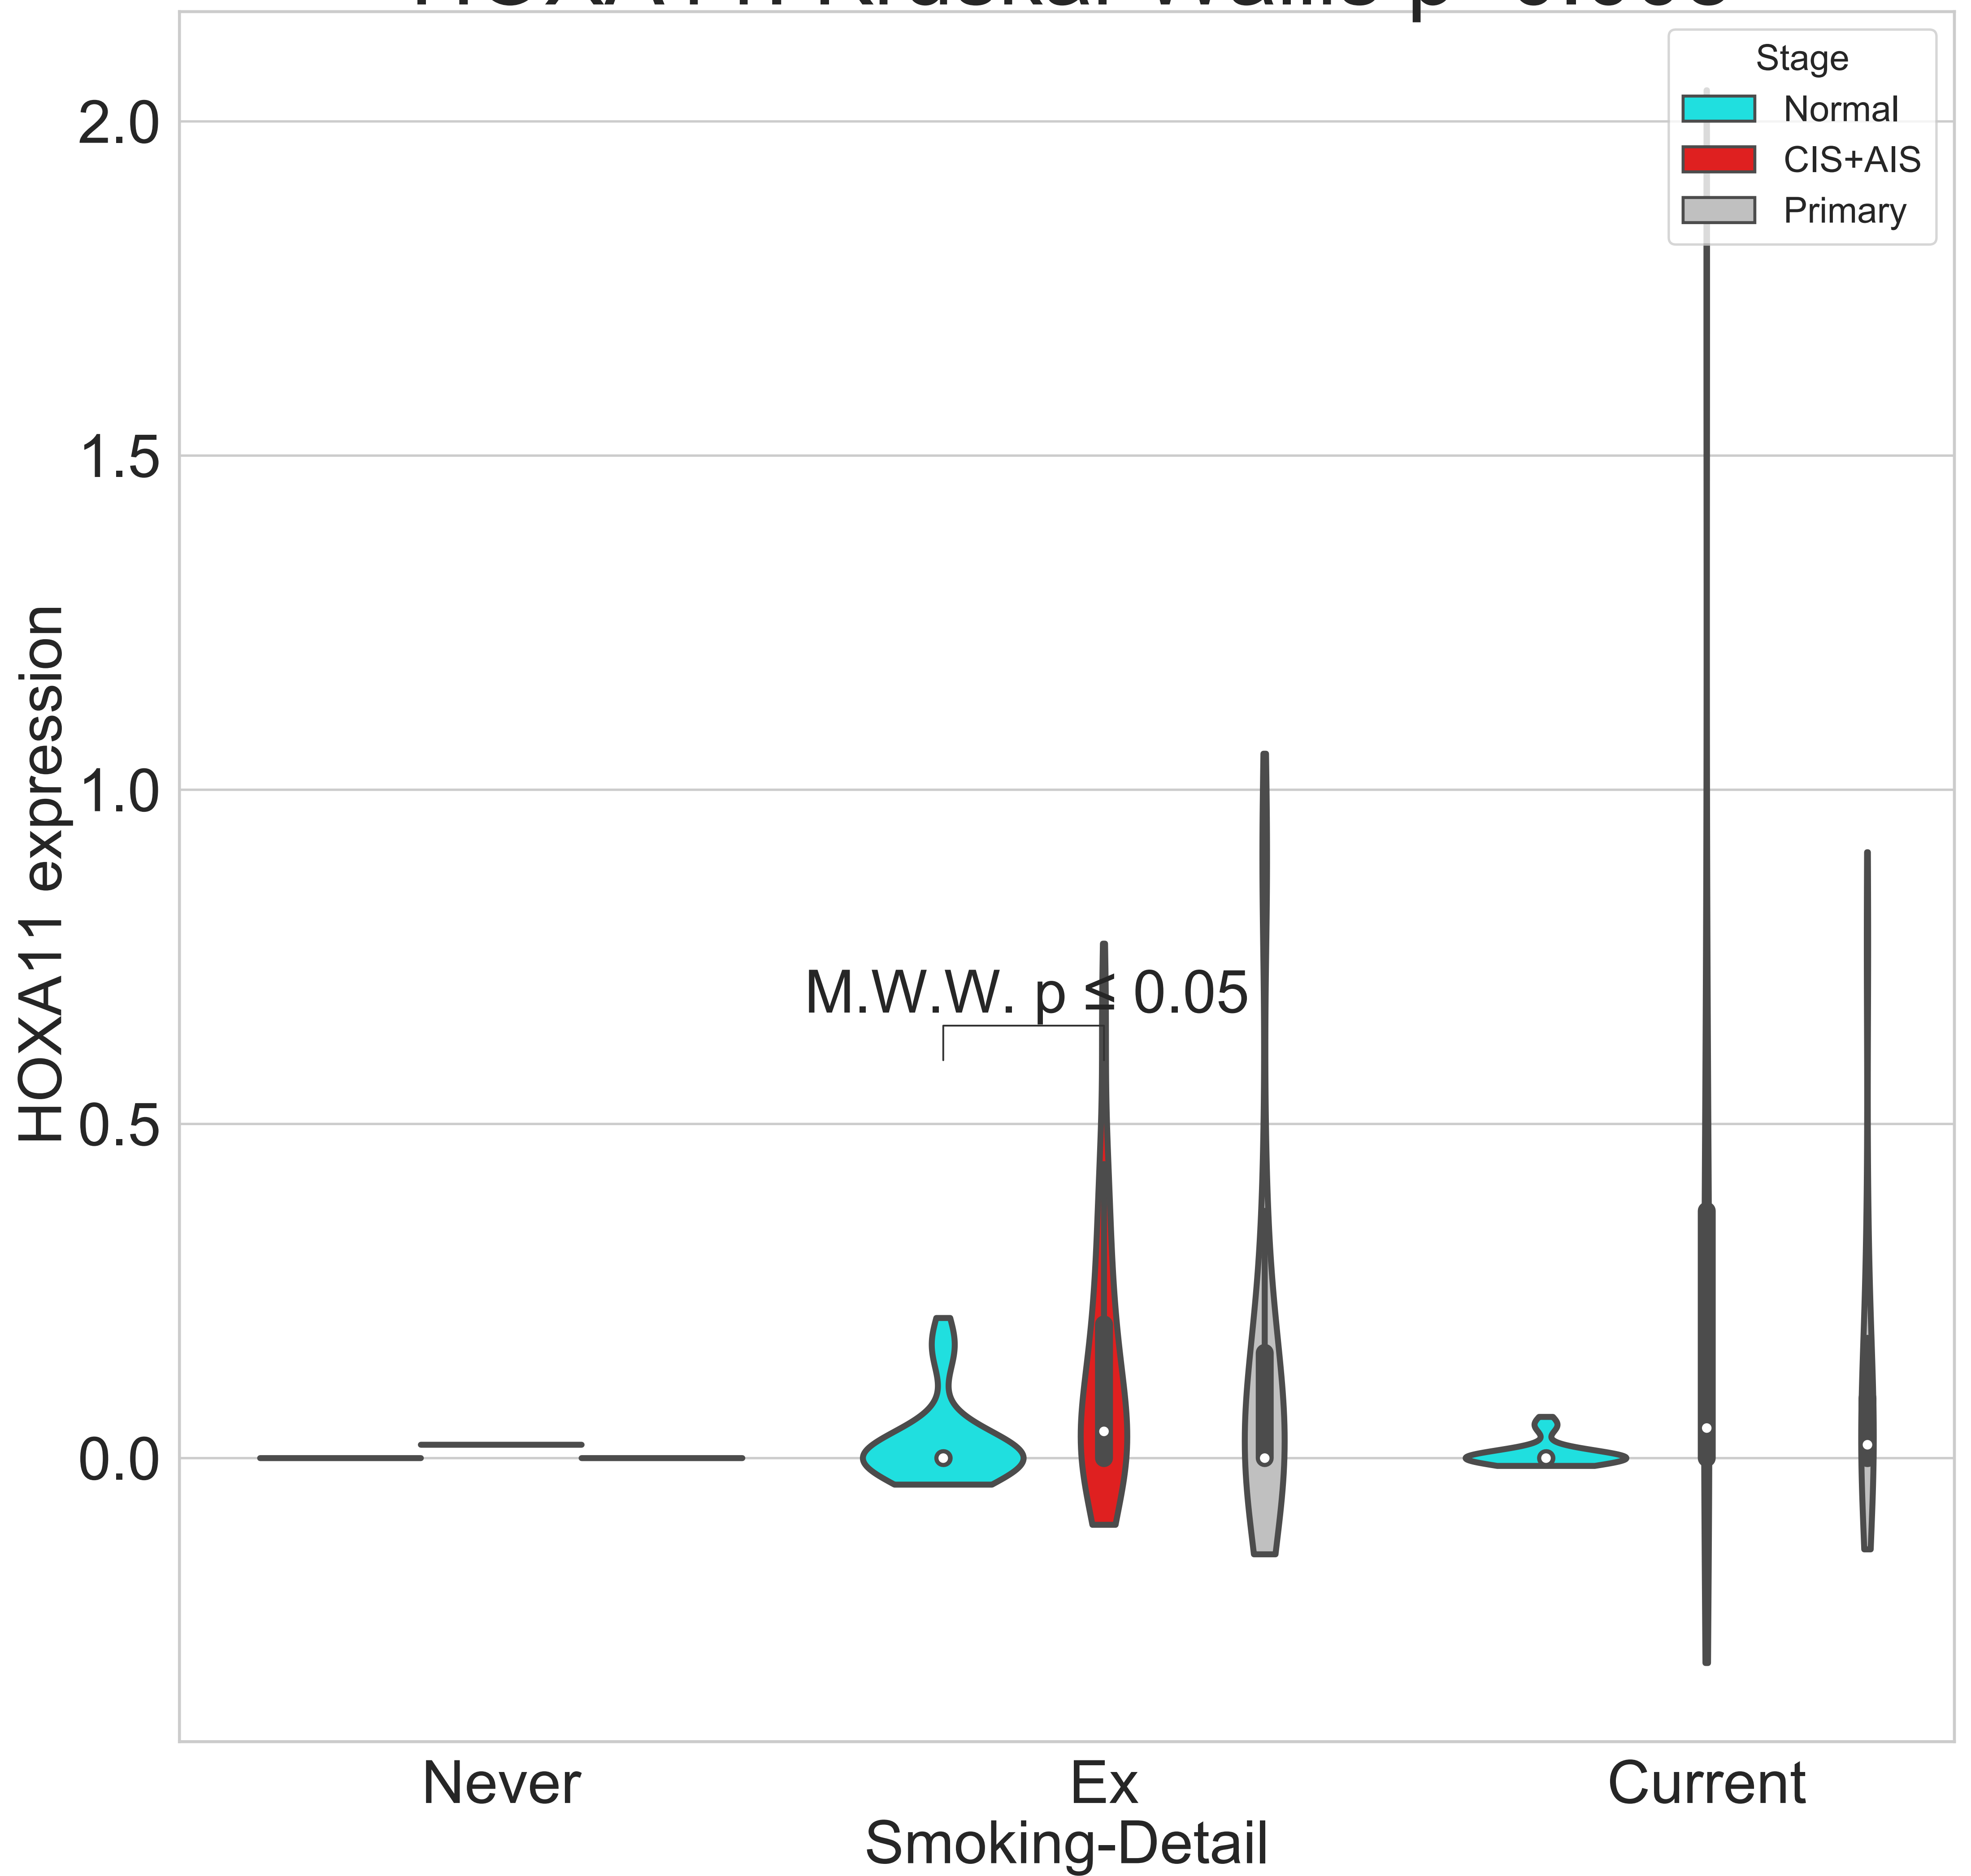 Stage
Normal
CIS+AIS
Primary
2.0
1.5
1.0
0.5
0.0
HOXA11 expression
M.W.W. p ≤ 0.05
Never
Ex
Current
Smoking-Detail